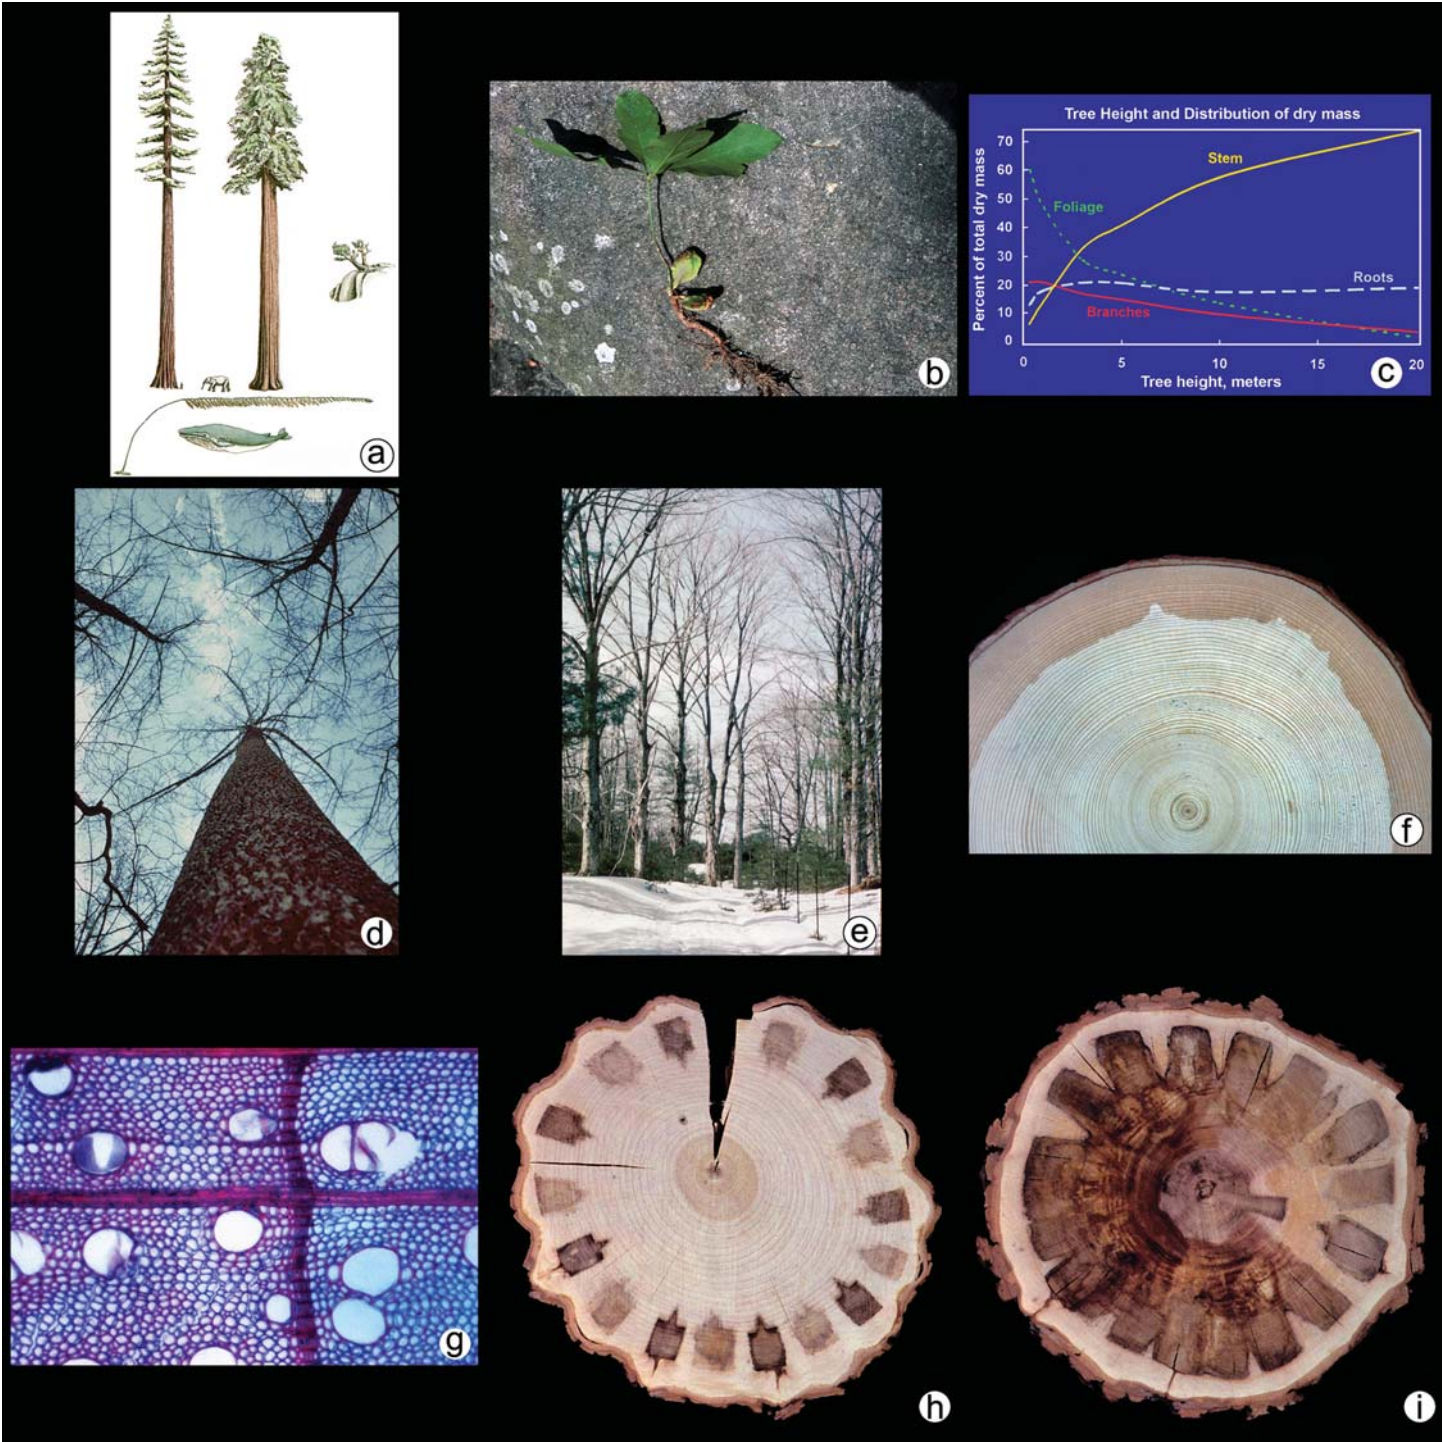 a
b
Tree Height and Distribution of dry mass
Percent of total dry mass
70
60
50
40
30
20
10
0
Stem
Foliage
Roots
Branches
0 5 10 15 20
Tree height, meters
c
d
e
f
g
h
i